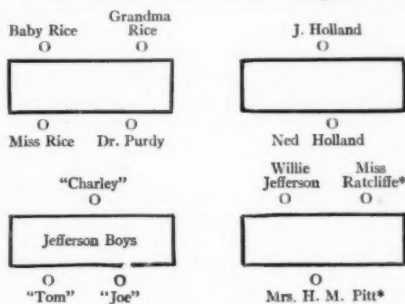 Baby Rice
Grandma
Rice
O O
O O
Miss Rice Dr. Purdy
J. Holland
O
O
Ned Holland
"Charley"
O
Jefferson Boys
O O
"Tom" "Joe"
Willie
Jefferson
Miss
Ratcliffe*
O O
O
Mrs. H. M. Pitt*